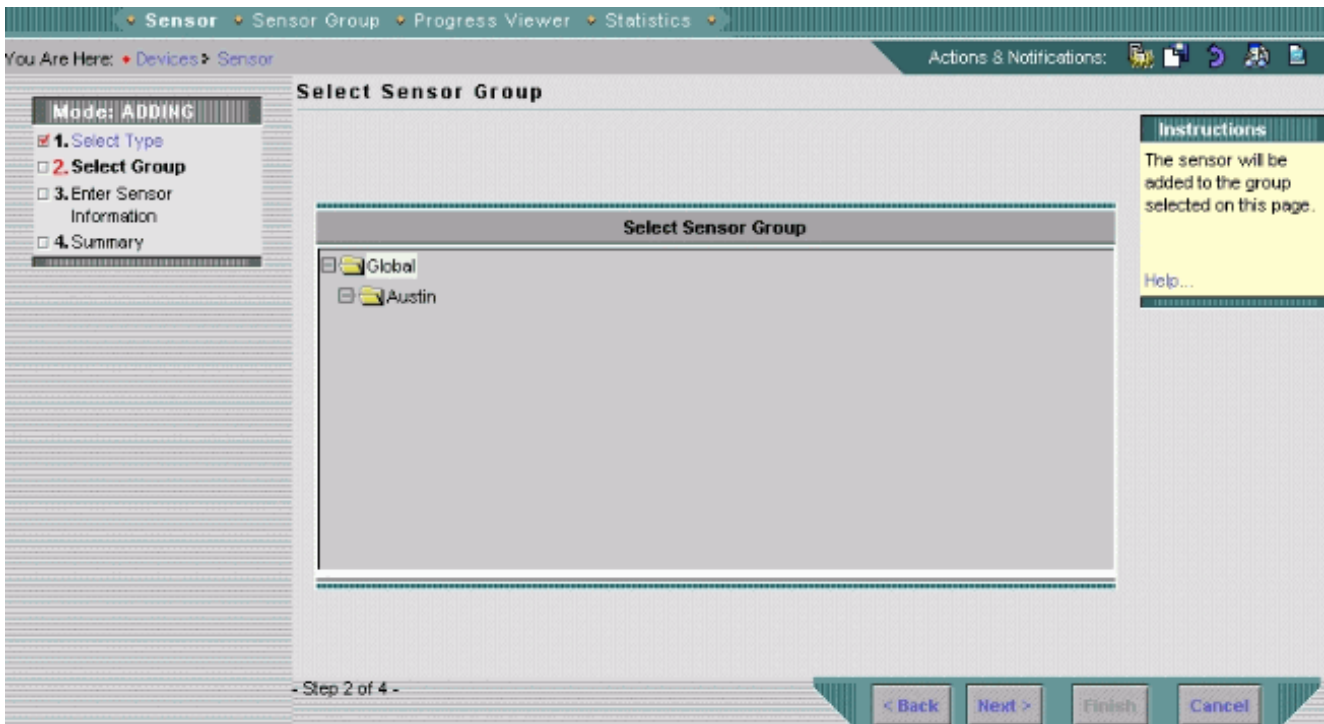 Sensor Sensor Group Progress Viewer Statistics
You Are Here: Devices Sensor
Actions & Notifications:
Mode: ADDING
1. Select Type
2. Select Group
3. Enter Sensor
Information
4. Summary
Select Sensor Group
Select Sensor Group
Global
Austin
Instructions
The sensor will be
added to the group
selected on this page.
Help...
- Step 2 of 4 -
< Back
Next >
Finish
Cancel